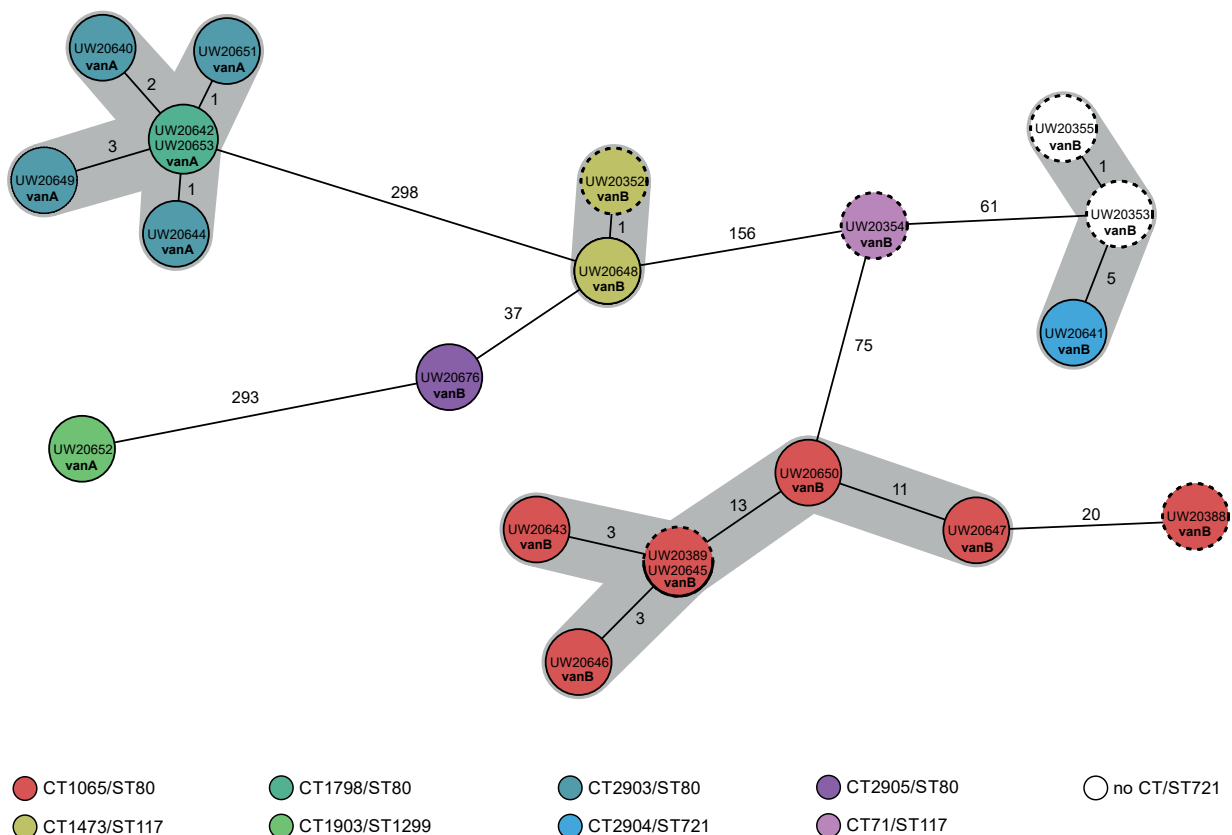 UW20640
vanA
UW20651
vanA
2
1
UW20642
UW20653
vanA
3
UW20649
vanA
1
UW20644
vanA
298
UW20352
vanB
1
UW20648
vanB
156
UW20354
vanB
61
UW20355
vanB
1
UW20353
vanB
5
UW20641
vanB
37
UW20676
vanB
293
UW20652
vanA
75
UW20650
vanB
13
11
UW20647
vanB
20
UW20388
vanB
UW20643
vanB
3
UW20389
UW20645
vanB
3
UW20646
vanB
CT1065/ST80
CT1798/ST80
CT2903/ST80
CT2905/ST80
no CT/ST721
CT1473/ST117
CT1903/ST1299
CT2904/ST721
CT71/ST117